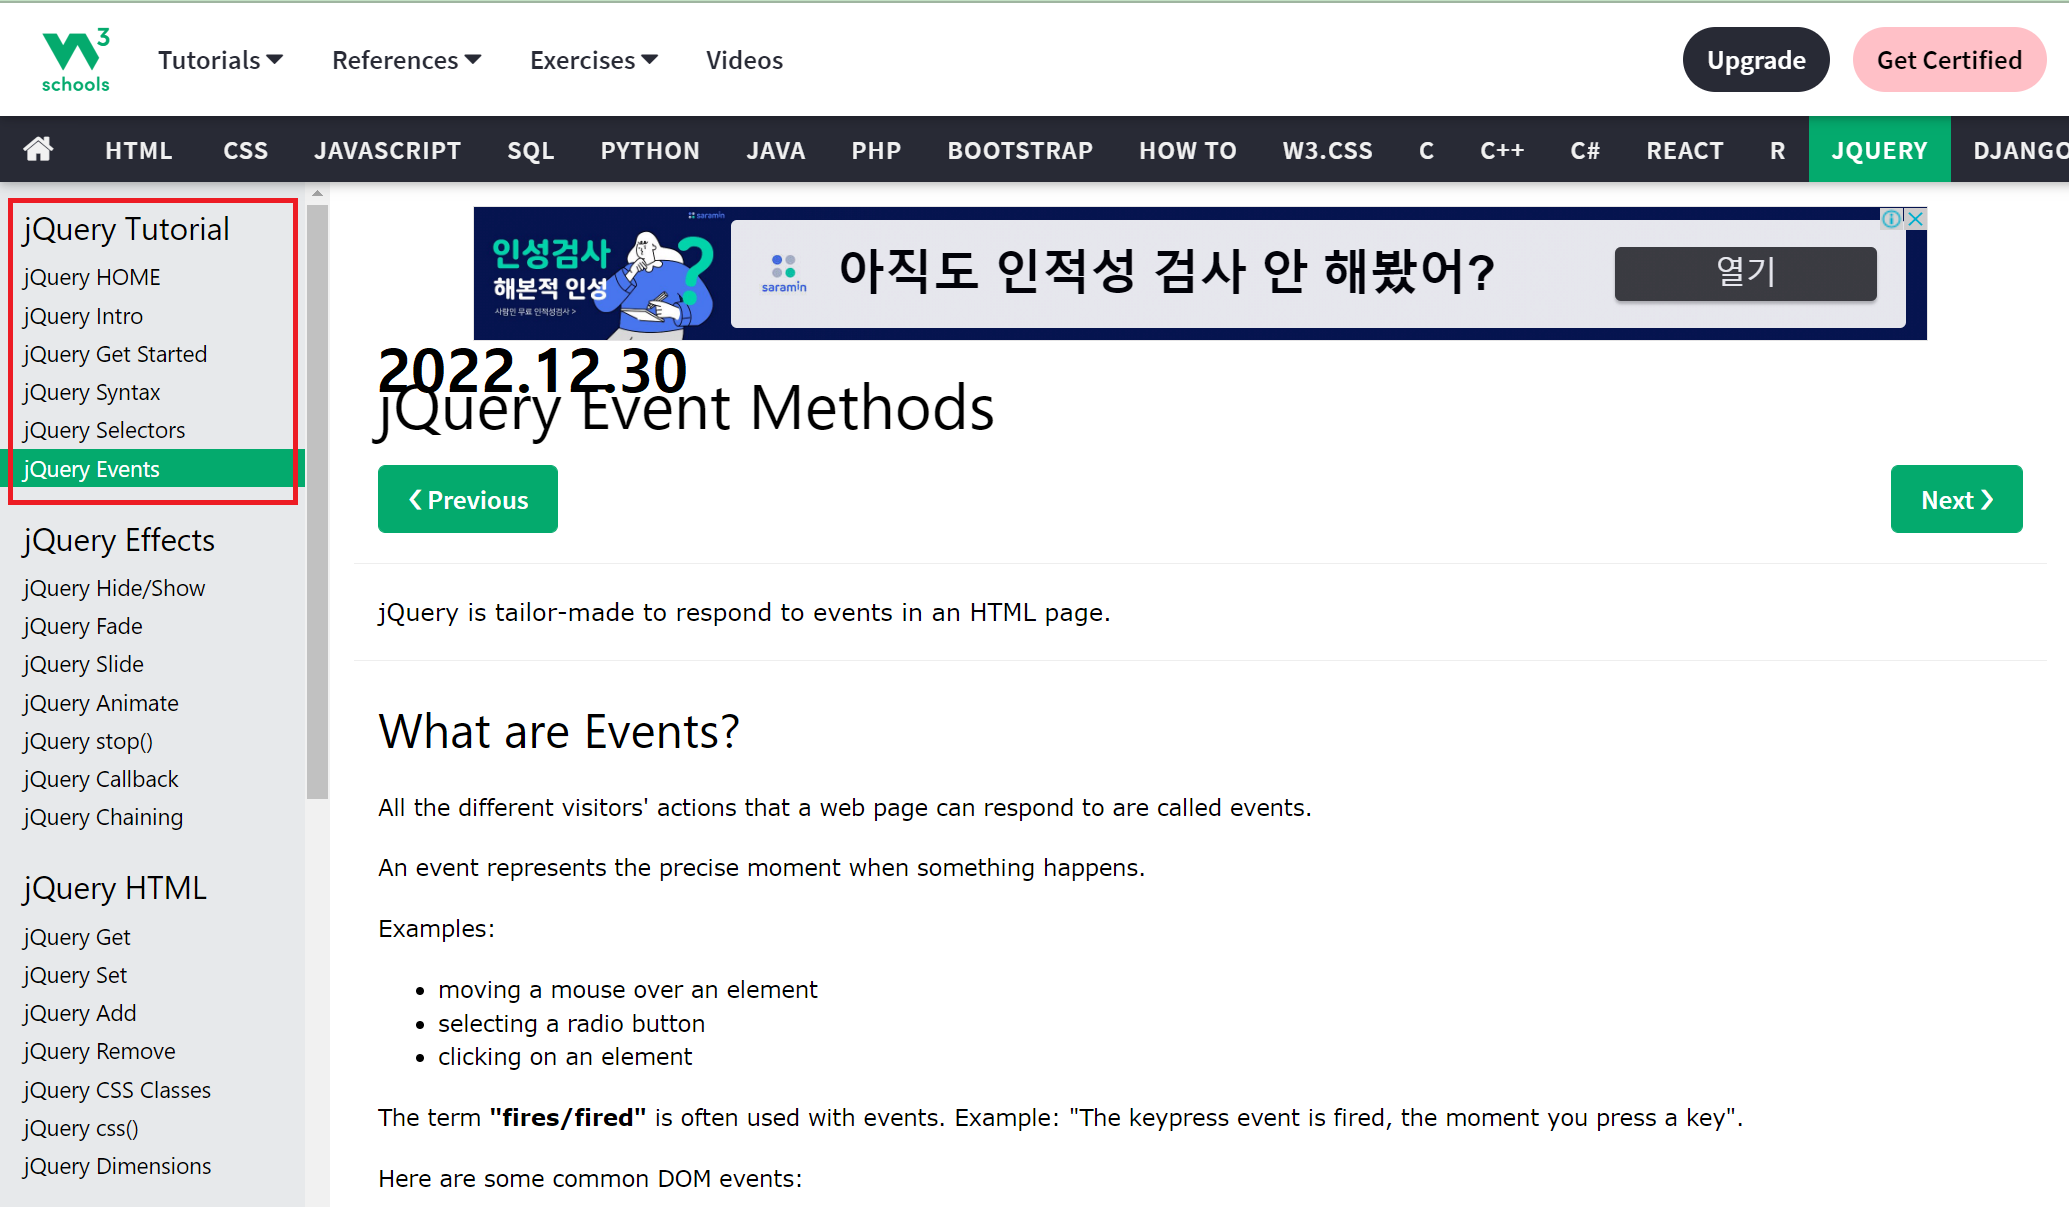 3
schools
Tutorials
References
Exercises
Videos
Upgrade
Get Certified
HTML CSS JAVASCRIPT SQL PYTHON JAVA PHP BOOTSTRAP HOW TO W3.CSS C C++ C# REACT R JQUERY DJANGO
jQuery Tutorial
jQuery HOME
jQuery Intro
jQuery Get Started
jQuery Syntax
jQuery Selectors
jQuery Events
jQuery Effects
jQuery Hide/Show
jQuery Fade
jQuery Slide
jQuery Animate
jQuery stop()
jQuery Callback
jQuery Chaining
jQuery HTML
jQuery Get
jQuery Set
jQuery Add
jQuery Remove
jQuery CSS Classes
jQuery css()
jQuery Dimensions
saramin
인성검사
해본적 인성
사람인 무료 인적성검사 >
?
saramin
아직도 인적성 검사 안 해봤어?
열기
2022.12.30
jQuery Event Methods
❮ Previous
Next ❯
jQuery is tailor-made to respond to events in an HTML page.
What are Events?
All the different visitors' actions that a web page can respond to are called events.
An event represents the precise moment when something happens.
Examples:
• moving a mouse over an element
• selecting a radio button
• clicking on an element
The term "fires/fired" is often used with events. Example: "The keypress event is fired, the moment you press a key".
Here are some common DOM events: